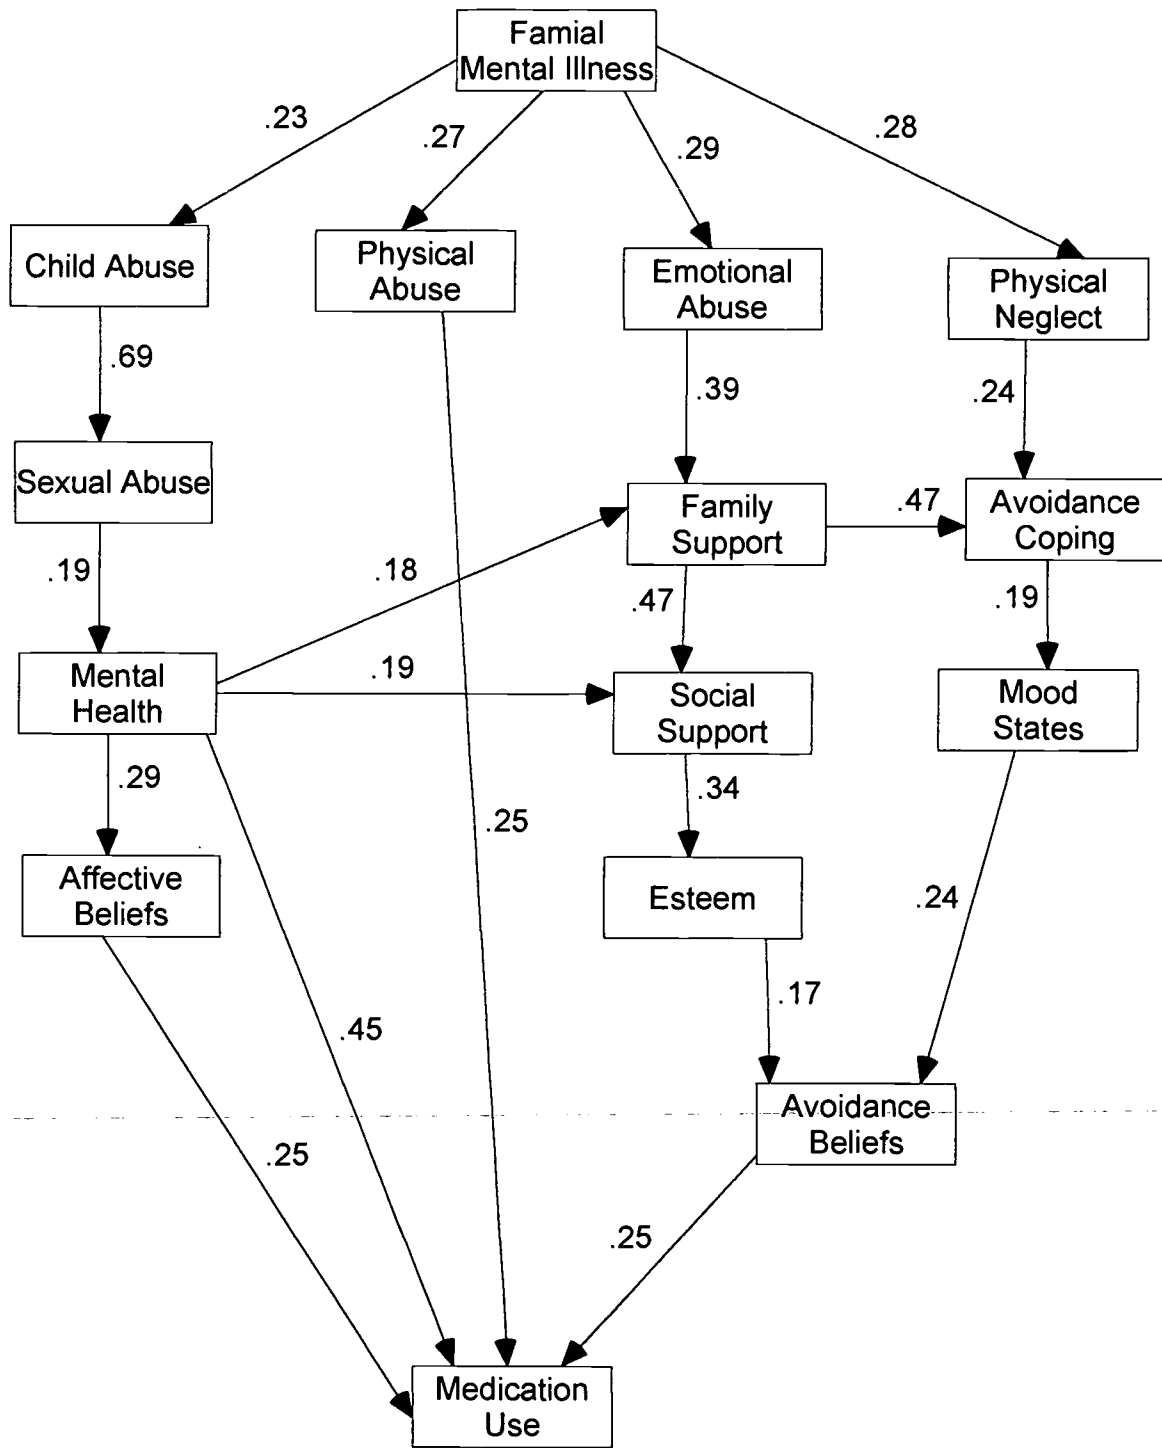 Famial
Mental Illness
.23
.27
.29
.28
Child Abuse
Physical
Abuse
Emotional
Abuse
Physical
Neglect
.69
.39
.24
Sexual Abuse
Family
Support
.47
Avoidance
Coping
.19
.18
.47
.19
Mental
Health
.19
Social
Support
Mood
States
.29
.34
.25
Affective
Beliefs
Esteem
.24
.17
.45
Avoidance
Beliefs
.25
.25
Medication
Use